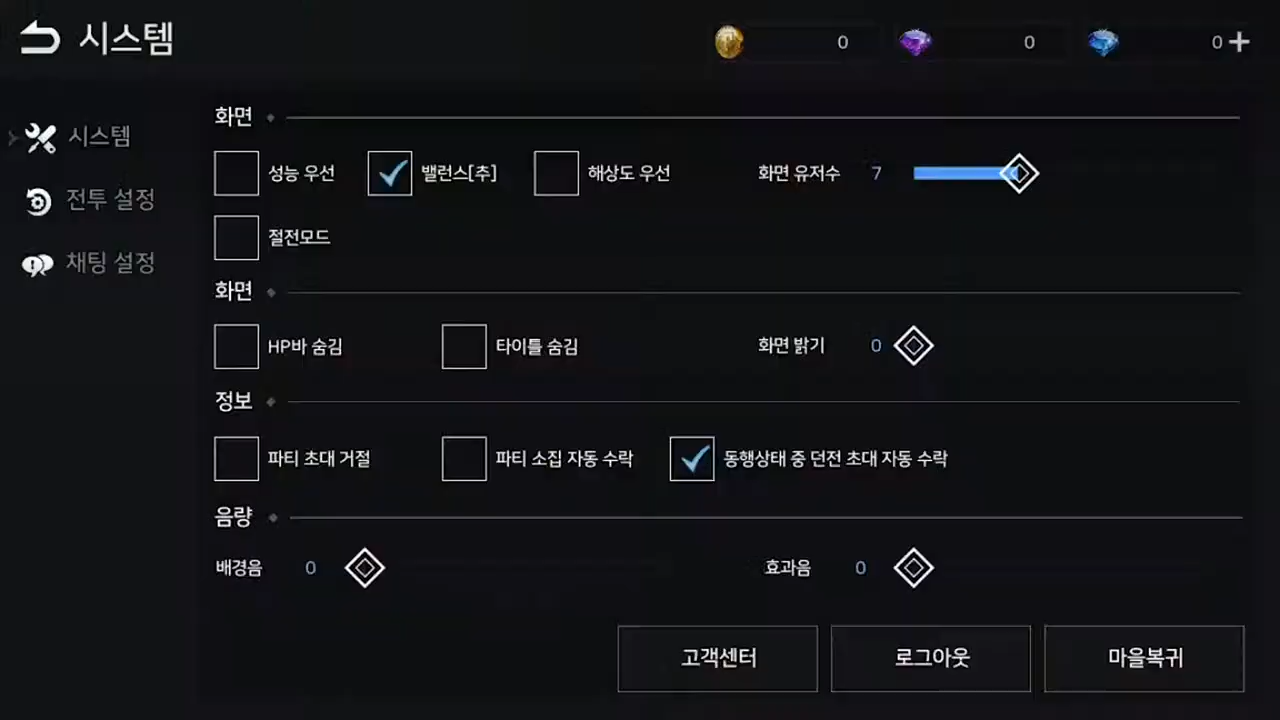 시스템
0
0
0
시스템
전투 설정
채팅 설정
화면
성능 우선
밸런스[추]
해상도 우선
화면 유저수 7
절전모드
화면
HP바 숨김
타이틀 숨김
화면 밝기 0
정보
파티 초대 거절
파티 소집 자동 수락
동행상태 중 던전 초대 자동 수락
음량
배경음 0
효과음 0
고객센터
로그아웃
마을복귀